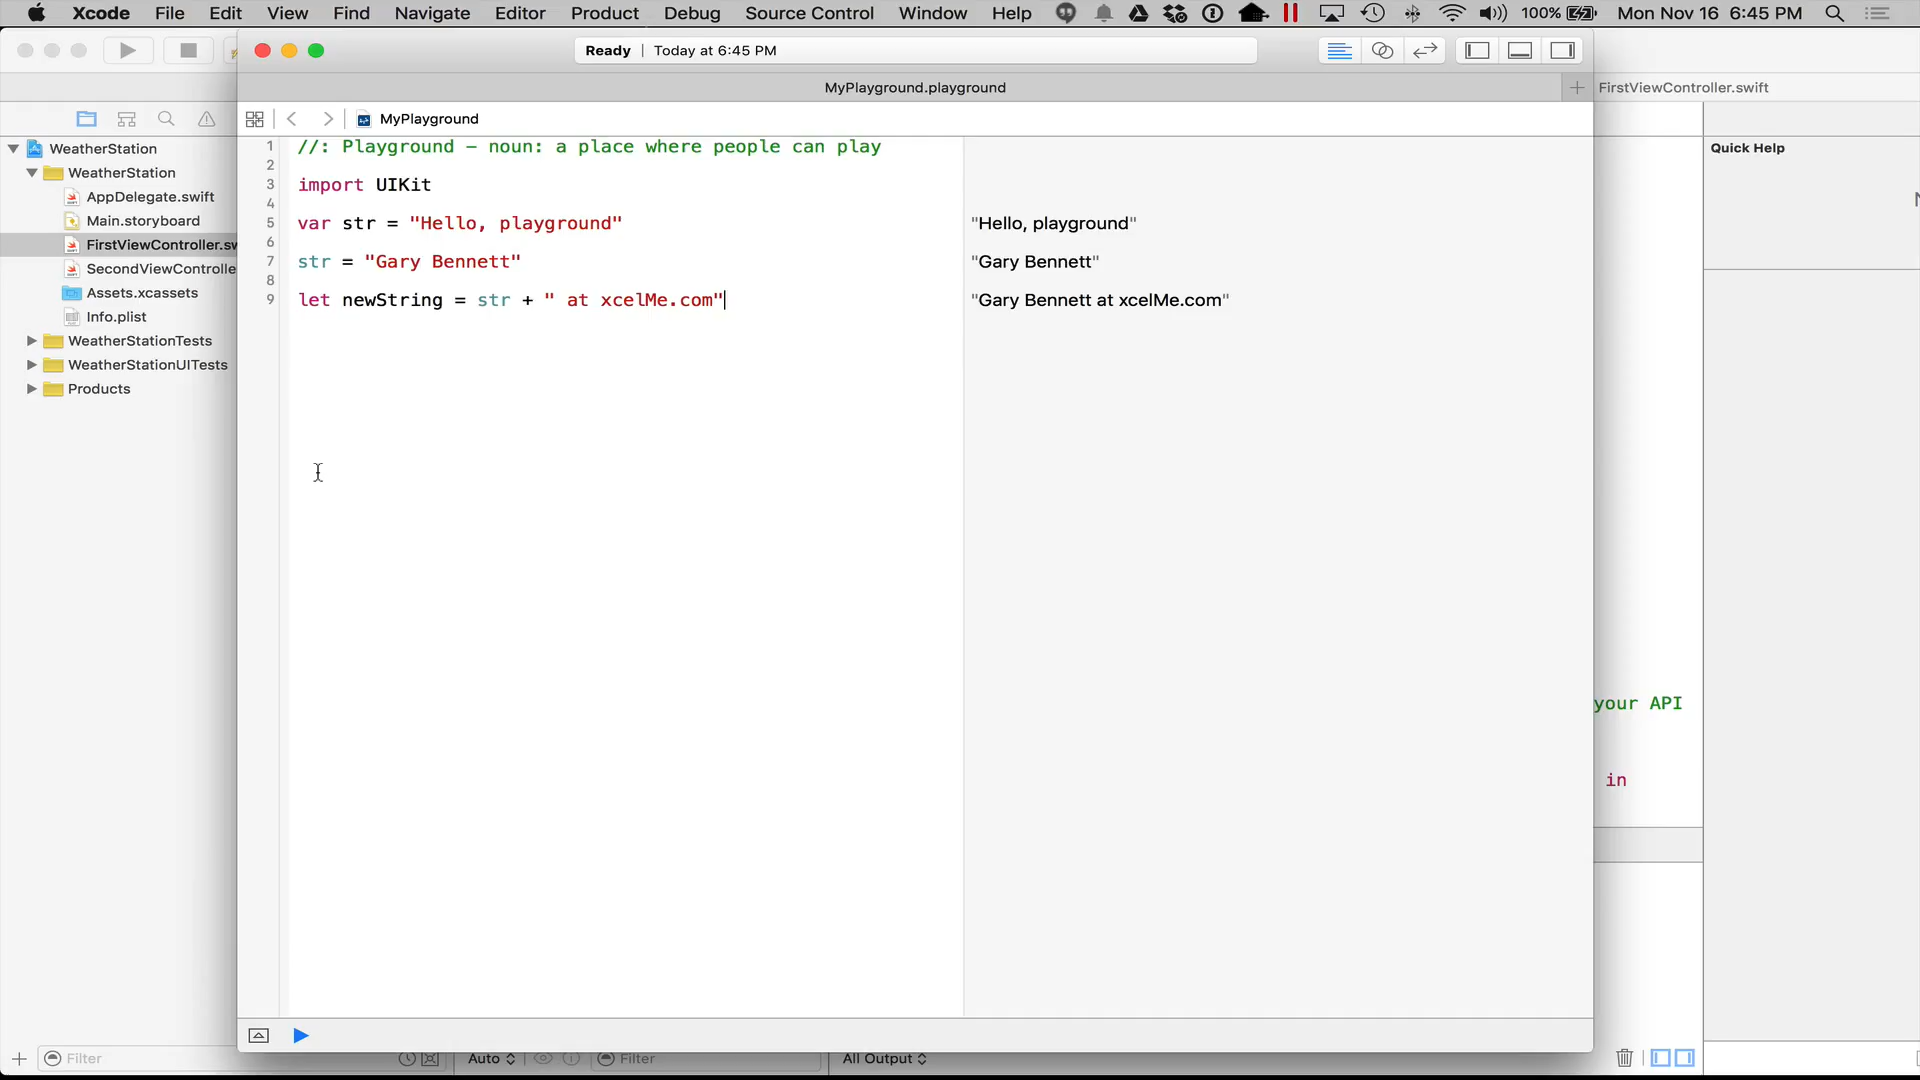 Xcode File Edit View Find Navigate Editor Product Debug Source Control Window Help 100% Mon Nov 16 6:45 PM
Ready | Today at 6:45 PM
MyPlayground.playground
FirstViewController.swift
MyPlayground
WeatherStation
WeatherStation
AppDelegate.swift
Main.storyboard
FirstViewController.sw
SecondViewControlle
Assets.xcassets
Info.plist
WeatherStationTests
WeatherStationUITests
Products
1 //: Playground – noun: a place where people can play
2
3 import UIKit
4
5 var str = "Hello, playground"
6
7 str = "Gary Bennett"
8
9 let newString = str + " at xcelMe.com"
"Hello, playground"
"Gary Bennett"
"Gary Bennett at xcelMe.com"
Quick Help
your API
in
Filter
Auto
Filter
All Output